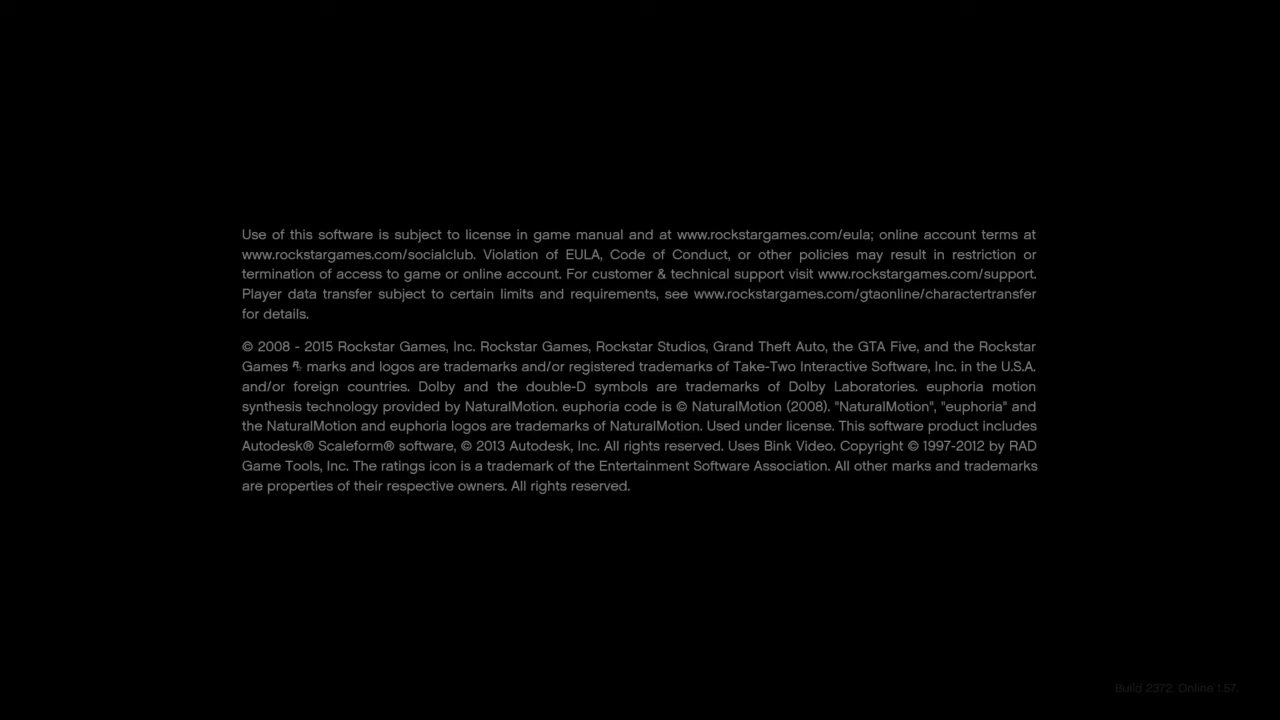 Use of this software is subject to license in game manual and at www.rockstargames.com/eula; online account terms at
www.rockstargames.com/socialclub. Violation of EULA, Code of Conduct, or other policies may result in restriction or
termination of access to game or online account. For customer & technical support visit www.rockstargames.com/support.
Player data transfer subject to certain limits and requirements, see www.rockstargames.com/gtaonline/charactertransfer
for details.
© 2008 - 2015 Rockstar Games, Inc. Rockstar Games, Rockstar Studios, Grand Theft Auto, the GTA Five, and the Rockstar
Games R* marks and logos are trademarks and/or registered trademarks of Take-Two Interactive Software, Inc. in the U.S.A.
and/or foreign countries. Dolby and the double-D symbols are trademarks of Dolby Laboratories. euphoria motion
synthesis technology provided by NaturalMotion. euphoria code is © NaturalMotion (2008). "NaturalMotion", "euphoria" and
the NaturalMotion and euphoria logos are trademarks of NaturalMotion. Used under license. This software product includes
Autodesk® Scaleform® software, © 2013 Autodesk, Inc. All rights reserved. Uses Bink Video. Copyright © 1997-2012 by RAD
Game Tools, Inc. The ratings icon is a trademark of the Entertainment Software Association. All other marks and trademarks
are properties of their respective owners. All rights reserved.
Build 2372. Online 1.57.